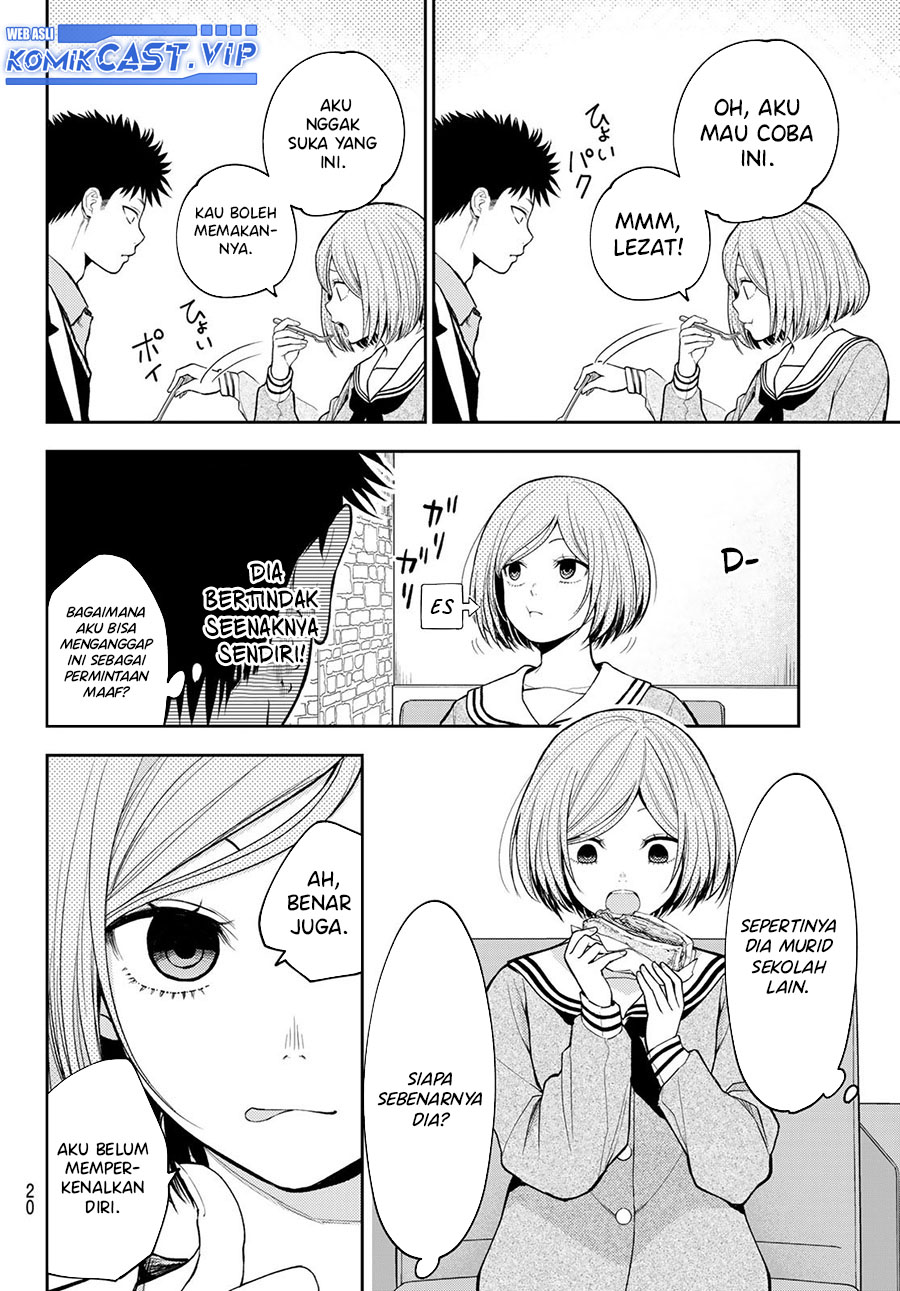 WEB ASLI
KOMIKCAST.VIP
OH, AKU
MAU COBA
INI.
MMM,
LEZAT!
ひょい
パク
AKU
NGGAK
SUKA YANG
INI.
KAU BOLEH
MEMAKAN-
NYA.
ひょい
ポイ
D-
ガリ
ガリ
ES
DIA
BERTINDAK
SEENAKNYA
SENDIRI!
BAGAIMANA
AKU BISA
MENGANGGAP
INI SEBAGAI
PERMINTAAN
MAAF?
SEPERTINYA
DIA MURID
SEKOLAH
LAIN.
SIAPA
SEBENARNYA
DIA?
AH,
BENAR
JUGA.
AKU BELUM
MEMPER-
KENALKAN
DIRI.
20